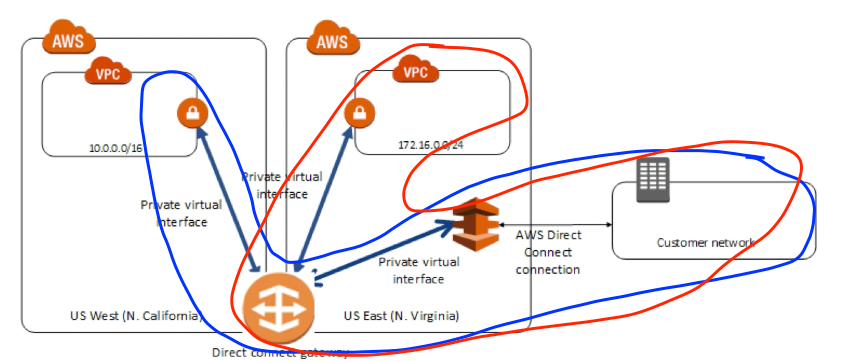 AWS
AWS
VPC
VPC
10.0.0.0/16
172.16.0.0/24
Private virtual
interface
Private virtual
interface
AWS Direct
Connect
connection
Customer network
Private virtual
interface
US West (N. California)
US East (N. Virginia)
Direct connect gateway